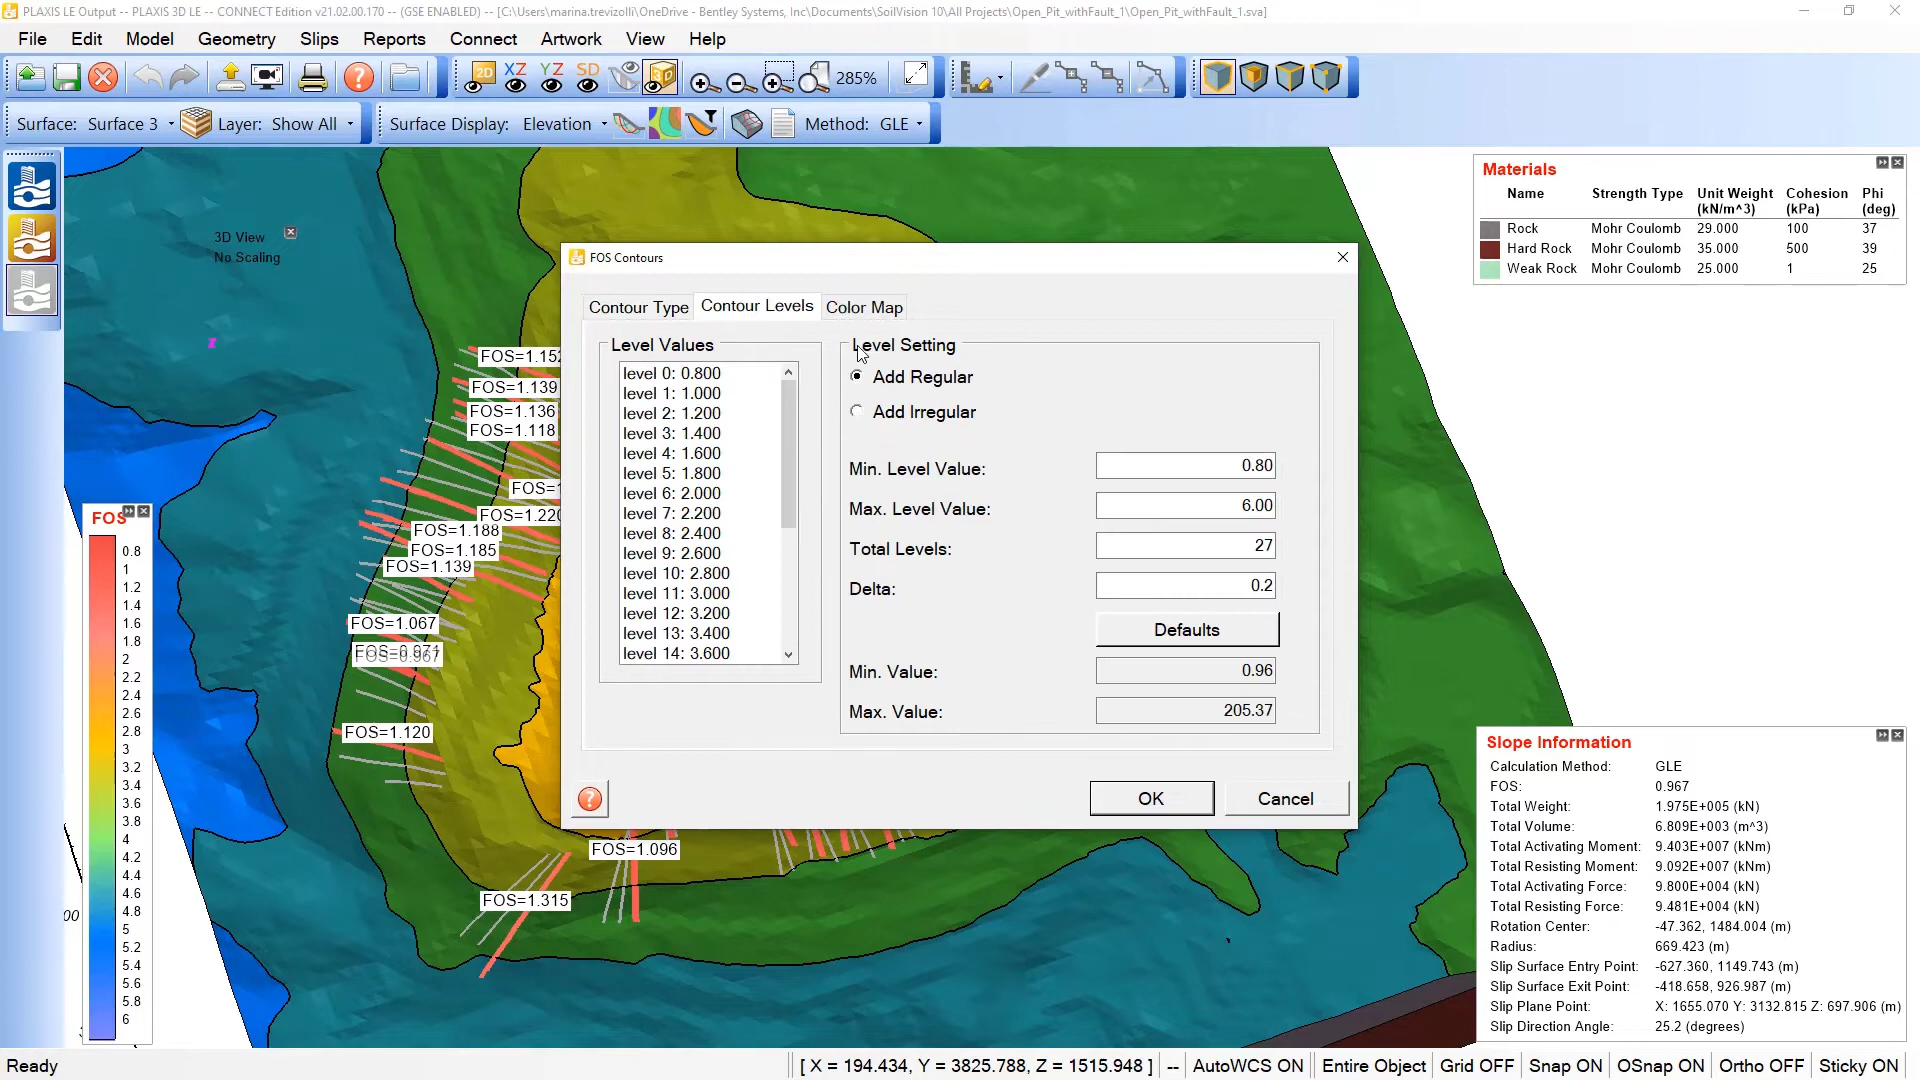 PLAXIS LE Output -- PLAXIS 3D LE -- CONNECT Edition v21.02.00.170 -- (GSE ENABLED) -- [C:\Users\marina.trevizolli\OneDrive - Bentley Systems, Inc\Documents\SoilVision 10\All Projects\Open_Pit_withFault_1\Open_Pit_withFault_1.sva]
File Edit Model Geometry Slips Reports Connect Artwork View Help
2D XZ YZ SD 3D 285%
Surface: Surface 3 Layer: Show All Surface Display: Elevation Method: GLE
3D View
No Scaling
Z
FOS=1.152
FOS=1.139
FOS=1.136
FOS=1.118
FOS=1
FOS=1.220
FOS=1.188
FOS=1.185
FOS=1.139
FOS=1.067
FOS=0.971
FOS=0.967
FOS=1.120
FOS=1.096
FOS=1.315
FOS
0.8
1
1.2
1.4
1.6
1.8
2
2.2
2.4
2.6
2.8
3
3.2
3.4
3.6
3.8
4
4.2
4.4
4.6
4.8
5
5.2
5.4
5.6
5.8
6
00
FOS Contours
Contour Type Contour Levels Color Map
Level Values
level 0: 0.800
level 1: 1.000
level 2: 1.200
level 3: 1.400
level 4: 1.600
level 5: 1.800
level 6: 2.000
level 7: 2.200
level 8: 2.400
level 9: 2.600
level 10: 2.800
level 11: 3.000
level 12: 3.200
level 13: 3.400
level 14: 3.600
Level Setting
Add Regular
Add Irregular
Min. Level Value: 0.80
Max. Level Value: 6.00
Total Levels: 27
Delta: 0.2
Defaults
Min. Value: 0.96
Max. Value: 205.37
? OK Cancel
Materials
Name Strength Type Unit Weight (kN/m^3) Cohesion (kPa) Phi (deg)
Rock Mohr Coulomb 29.000 100 37
Hard Rock Mohr Coulomb 35.000 500 39
Weak Rock Mohr Coulomb 25.000 1 25
Slope Information
Calculation Method: GLE
FOS: 0.967
Total Weight: 1.975E+005 (kN)
Total Volume: 6.809E+003 (m^3)
Total Activating Moment: 9.403E+007 (kNm)
Total Resisting Moment: 9.092E+007 (kNm)
Total Activating Force: 9.800E+004 (kN)
Total Resisting Force: 9.481E+004 (kN)
Rotation Center: -47.362, 1484.004 (m)
Radius: 669.423 (m)
Slip Surface Entry Point: -627.360, 1149.743 (m)
Slip Surface Exit Point: -418.658, 926.987 (m)
Slip Plane Point: X: 1655.070 Y: 3132.815 Z: 697.906 (m)
Slip Direction Angle: 25.2 (degrees)
Ready [ X = 194.434, Y = 3825.788, Z = 1515.948 ] -- AutoWCS ON Entire Object Grid OFF Snap ON OSnap ON Ortho OFF Sticky ON